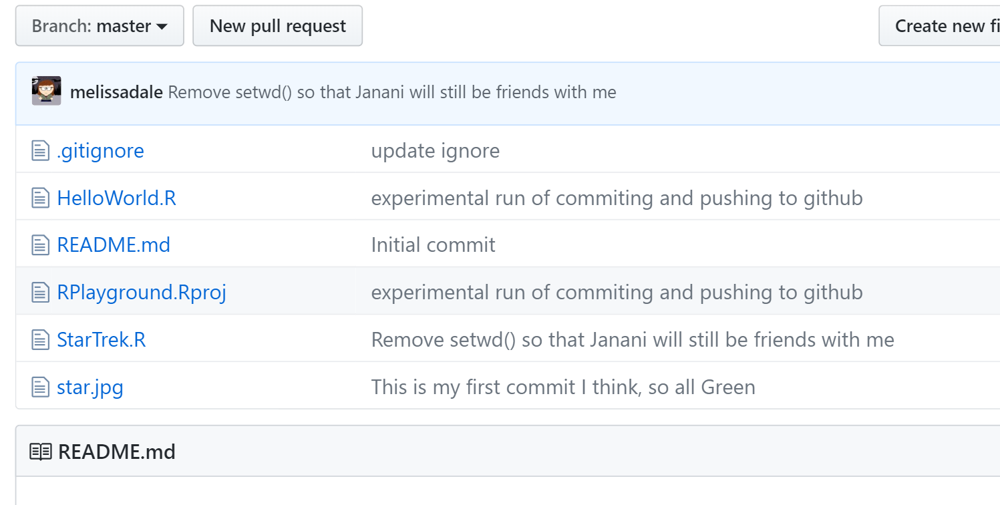 Branch: master New pull request Create new fi
melissadale Remove setwd() so that Janani will still be friends with me
.gitignore update ignore
HelloWorld.R experimental run of commiting and pushing to github
README.md Initial commit
RPlayground.Rproj experimental run of commiting and pushing to github
StarTrek.R Remove setwd() so that Janani will still be friends with me
star.jpg This is my first commit I think, so all Green
README.md